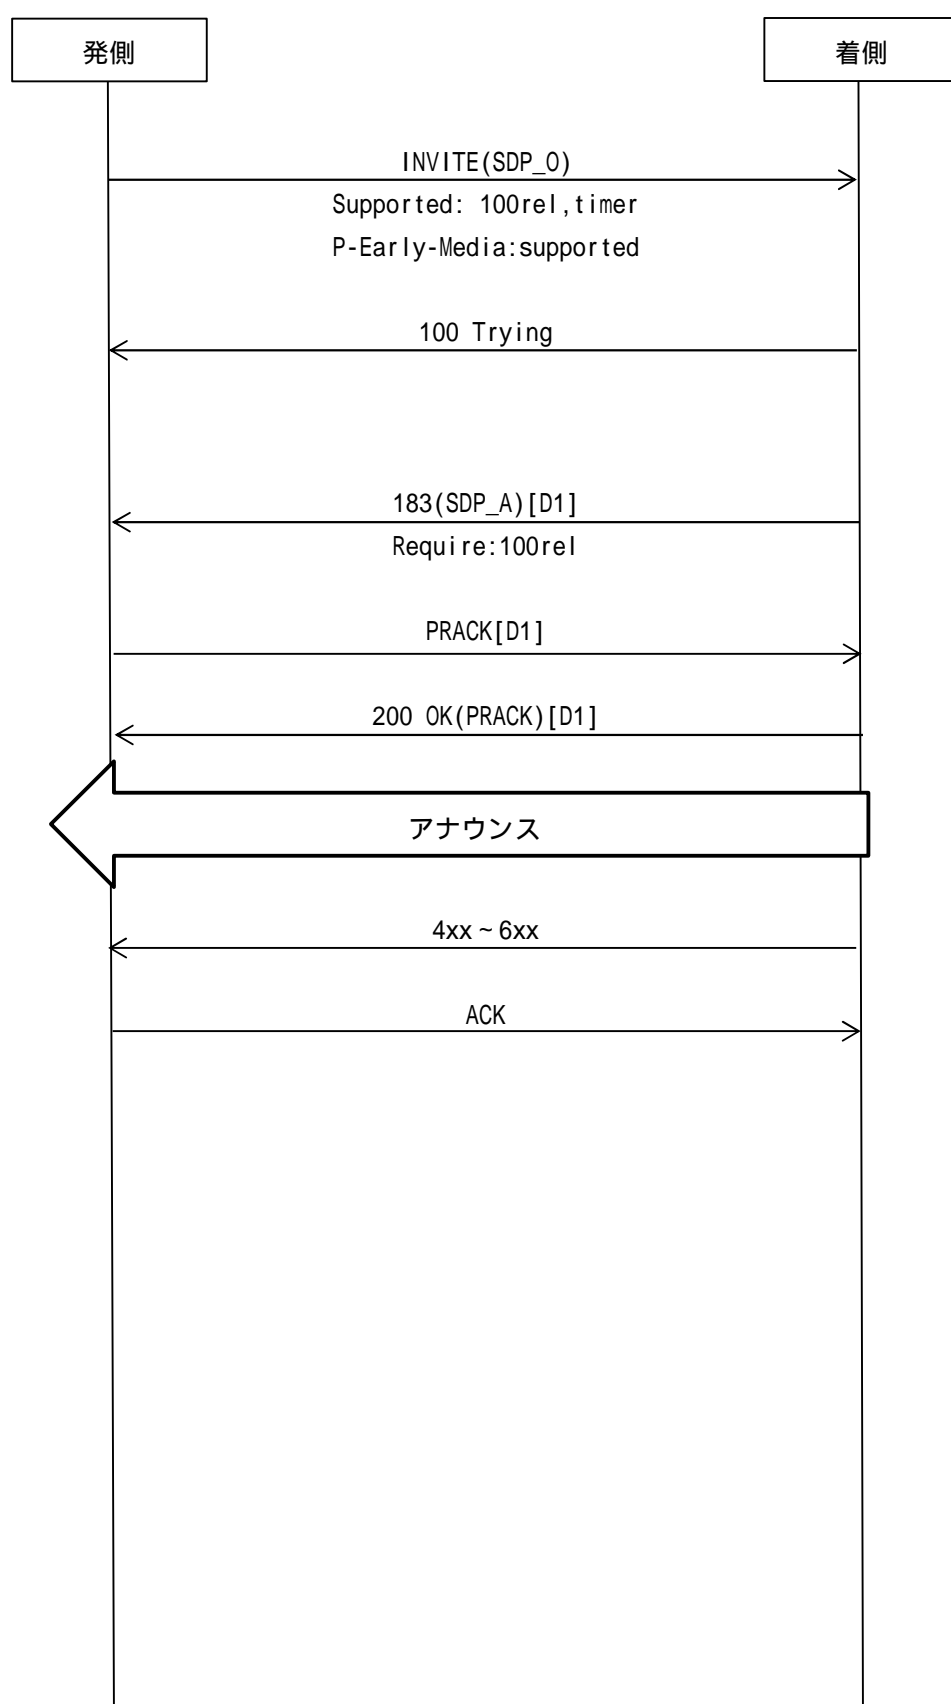 発側
着側
INVITE(SDP_O)
Supported: 100rel,timer
P-Early-Media:supported
100 Trying
183(SDP_A)[D1]
Require:100rel
PRACK[D1]
200 OK(PRACK)[D1]
アナウンス
4xx～6xx
ACK